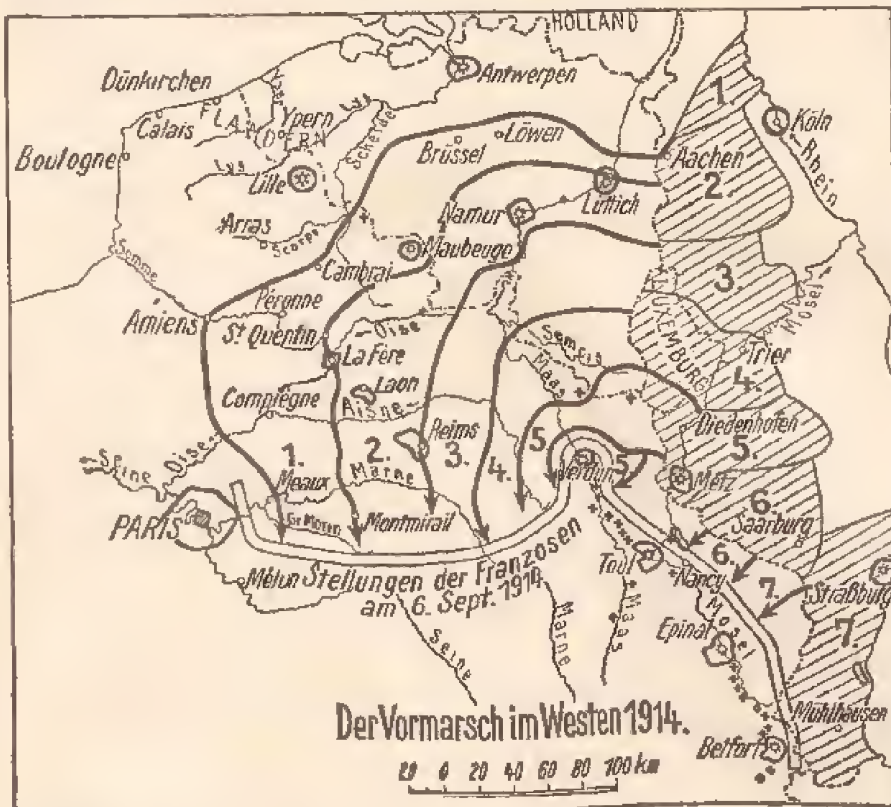 HOLLAND
Antwerpen
Dünkirchen
Yser
Lys
Schelde
Calais
FLANDERN
Ypern
Boulogne
Lys
Lille
Brüssel
Löwen
1.
Köln
Rhein
Aachen
2
Lüttich
Namur
Arras
Scarpe
Maubeuge
Somme
Cambrai
3
Mosel
LUXEMBURG
Amiens
Péronne
St Quentin
Oise
La Fère
Semois
Maas
Trier
4.
Laon
Compiègne
Aisne
Diedenhofen
Reims
5.
5.
Seine
Oise
1.
2.
3.
4.
Verdun
5
Metz
Meaux
Marne
6.
Saarburg
PARIS
Gr. Morin
Montmirail
Toul
6.
Nancy
7.
Straßburg
Melun
Stellungen der Franzosen
am 6. Sept. 1914
Mosel
Epinal
7.
Seine
Marne
Maas
Mühlhausen
Belfort
Der Vormarsch im Westen 1914.
20 0 20 40 60 80 100 km